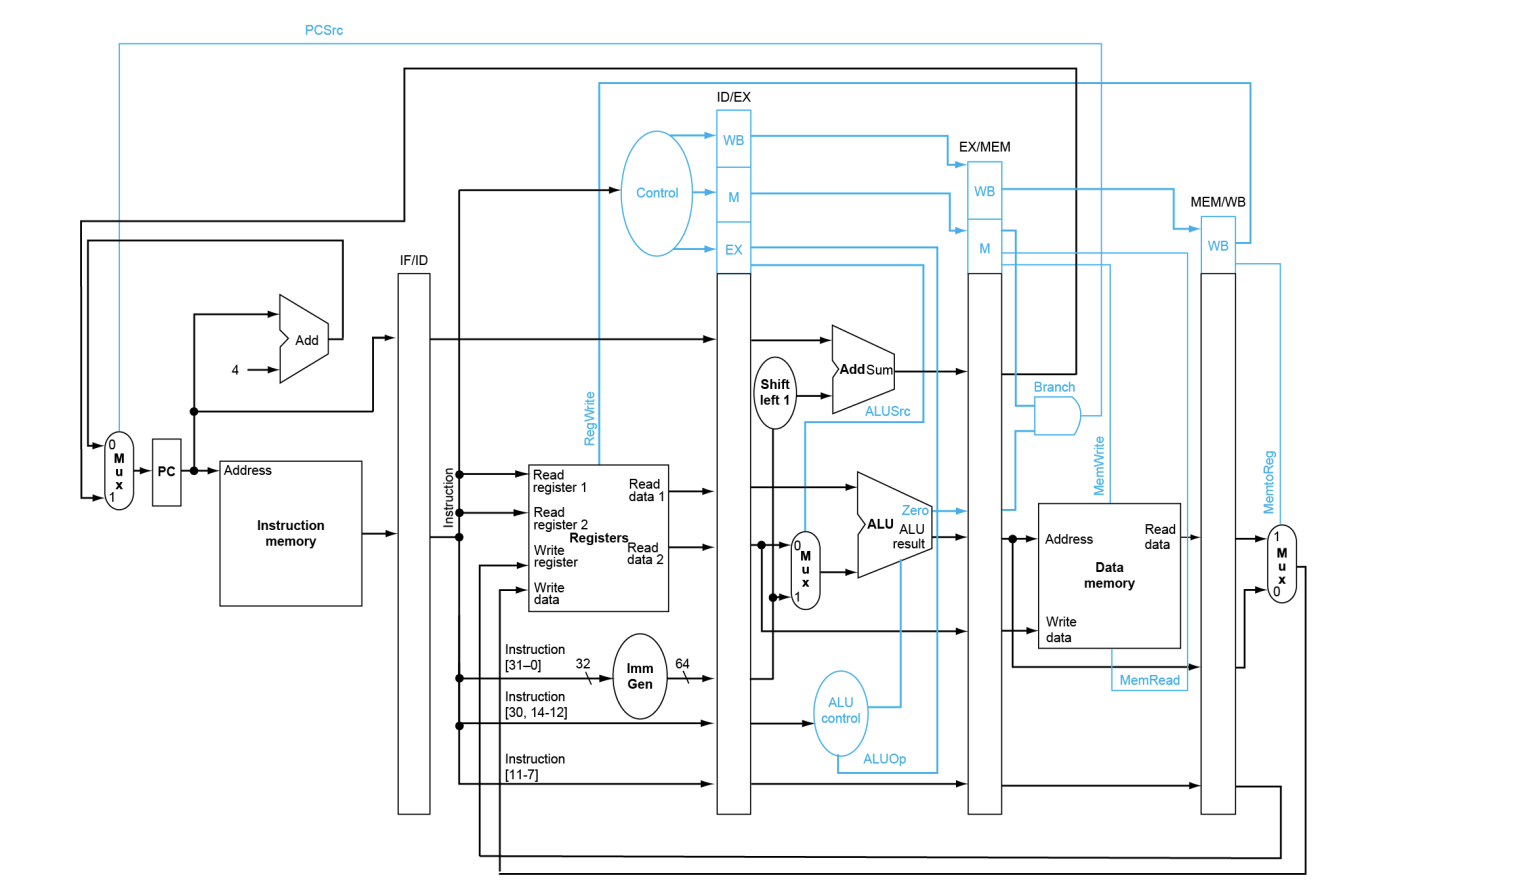 PCSrc
ID/EX
WB
EX/MEM
Control
M
WB
MEM/WB
EX
M
WB
IF/ID
Add
4
Add Sum
Shift
left 1
Branch
ALUSrc
RegWrite
MemWrite
MemtoReg
0
M
u
x
1
PC
Address
Instruction
memory
Instruction
Read
register 1
Read
register 2
Write
register
Write
data
Registers
Read
data 1
Read
data 2
0
M
u
x
1
Zero
ALU
ALU
result
Address
Read
data
Data
memory
Write
data
1
M
u
x
0
MemRead
Instruction
[31–0]
32
Imm
Gen
64
Instruction
[30, 14-12]
ALU
control
ALUOp
Instruction
[11-7]